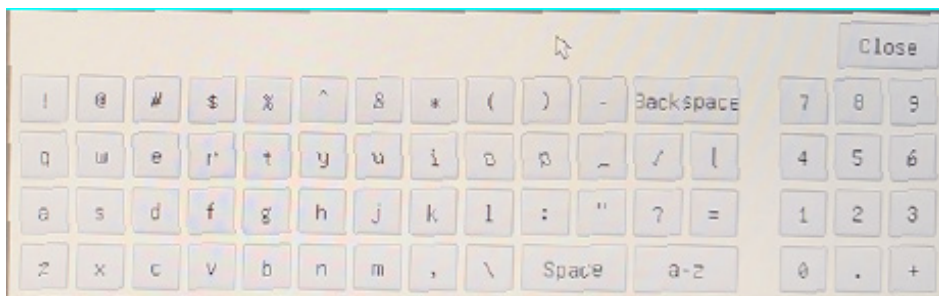 Close
! @ # $ % ^ & * ( ) - Backspace 7 8 9
q w e r t y u i o p _ / [ 4 5 6
a s d f g h j k l : " ? = 1 2 3
z x c v b n m , \ Space a-z 0 . +